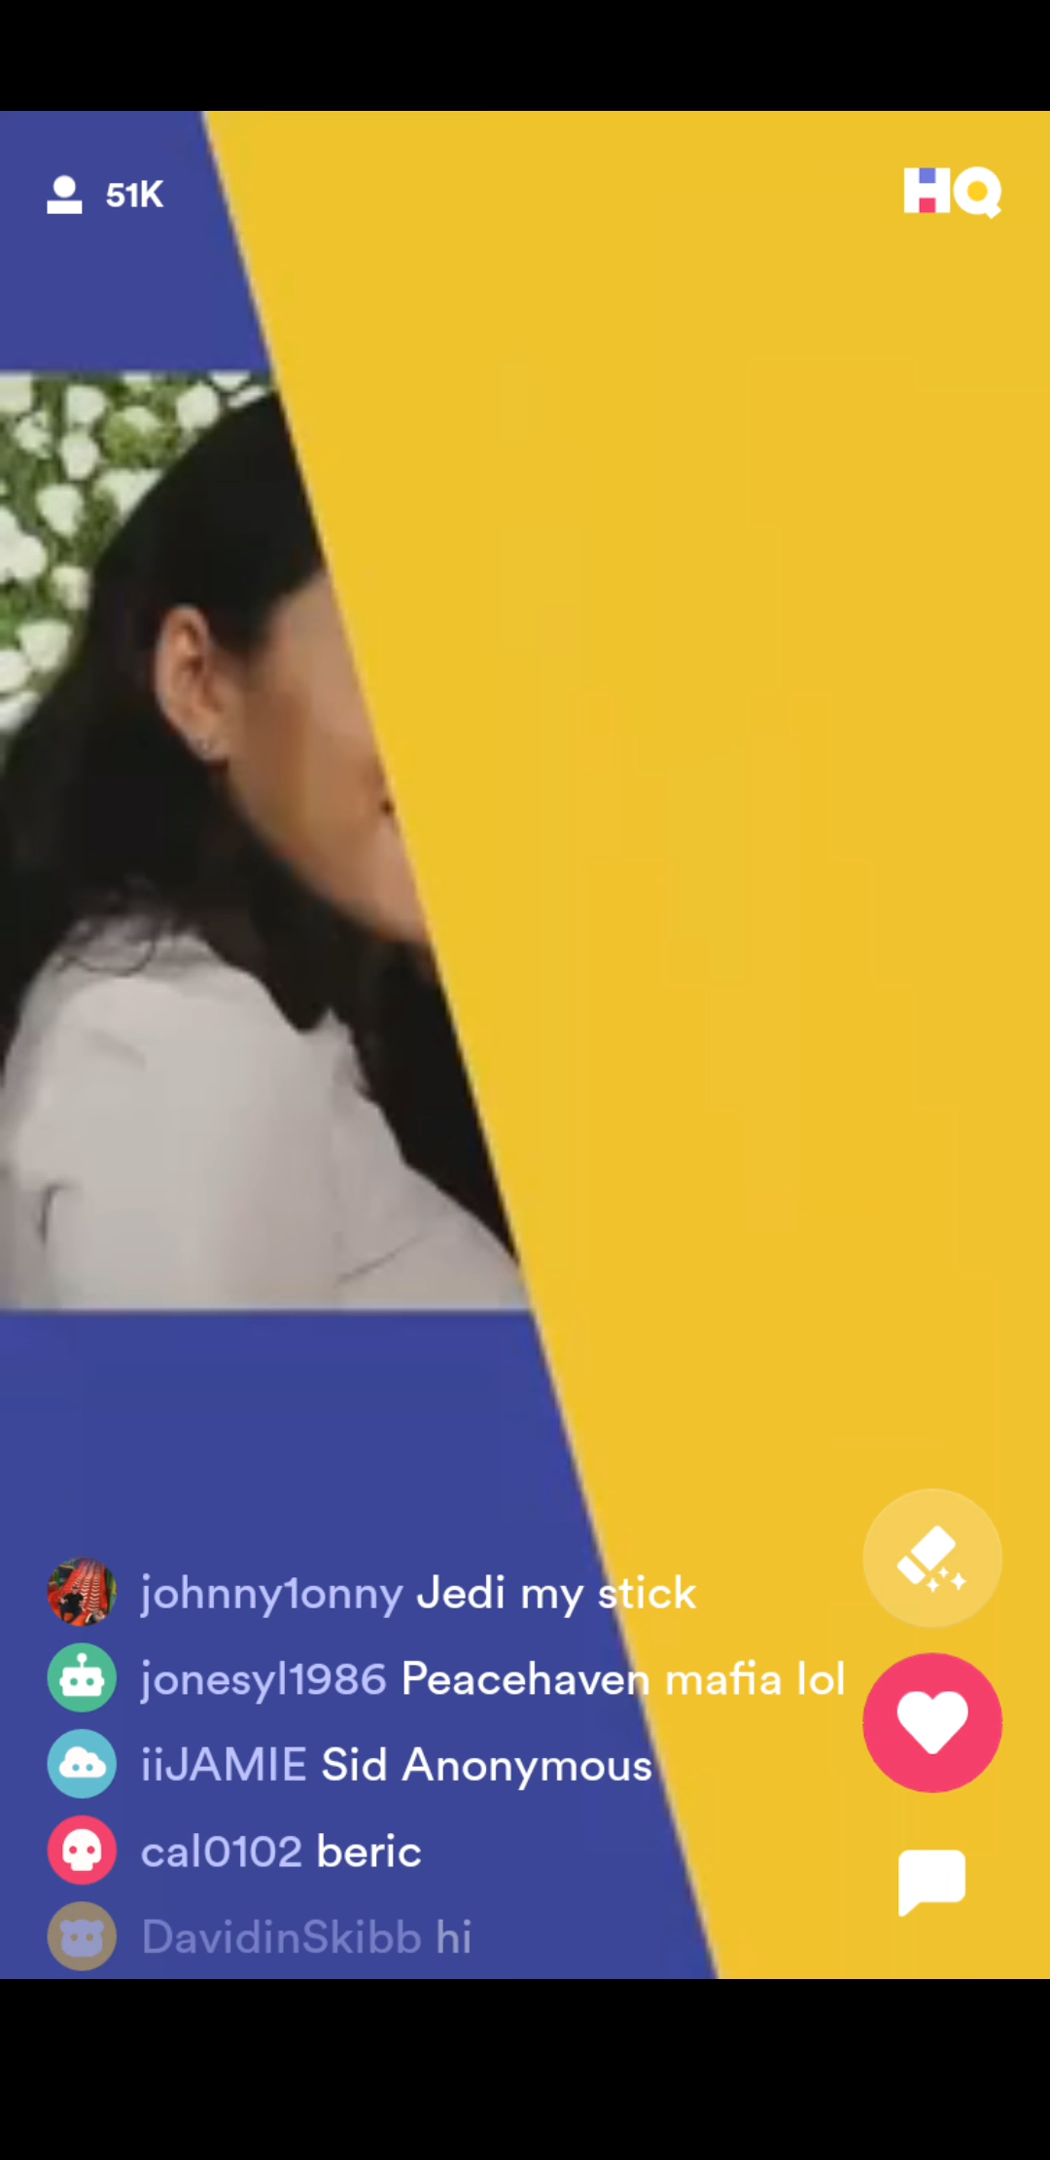 51K
HQ
johnny1onny Jedi my stick
jonesyl1986 Peacehaven mafia lol
iiJAMIE Sid Anonymous
cal0102 beric
DavidinSkibb hi